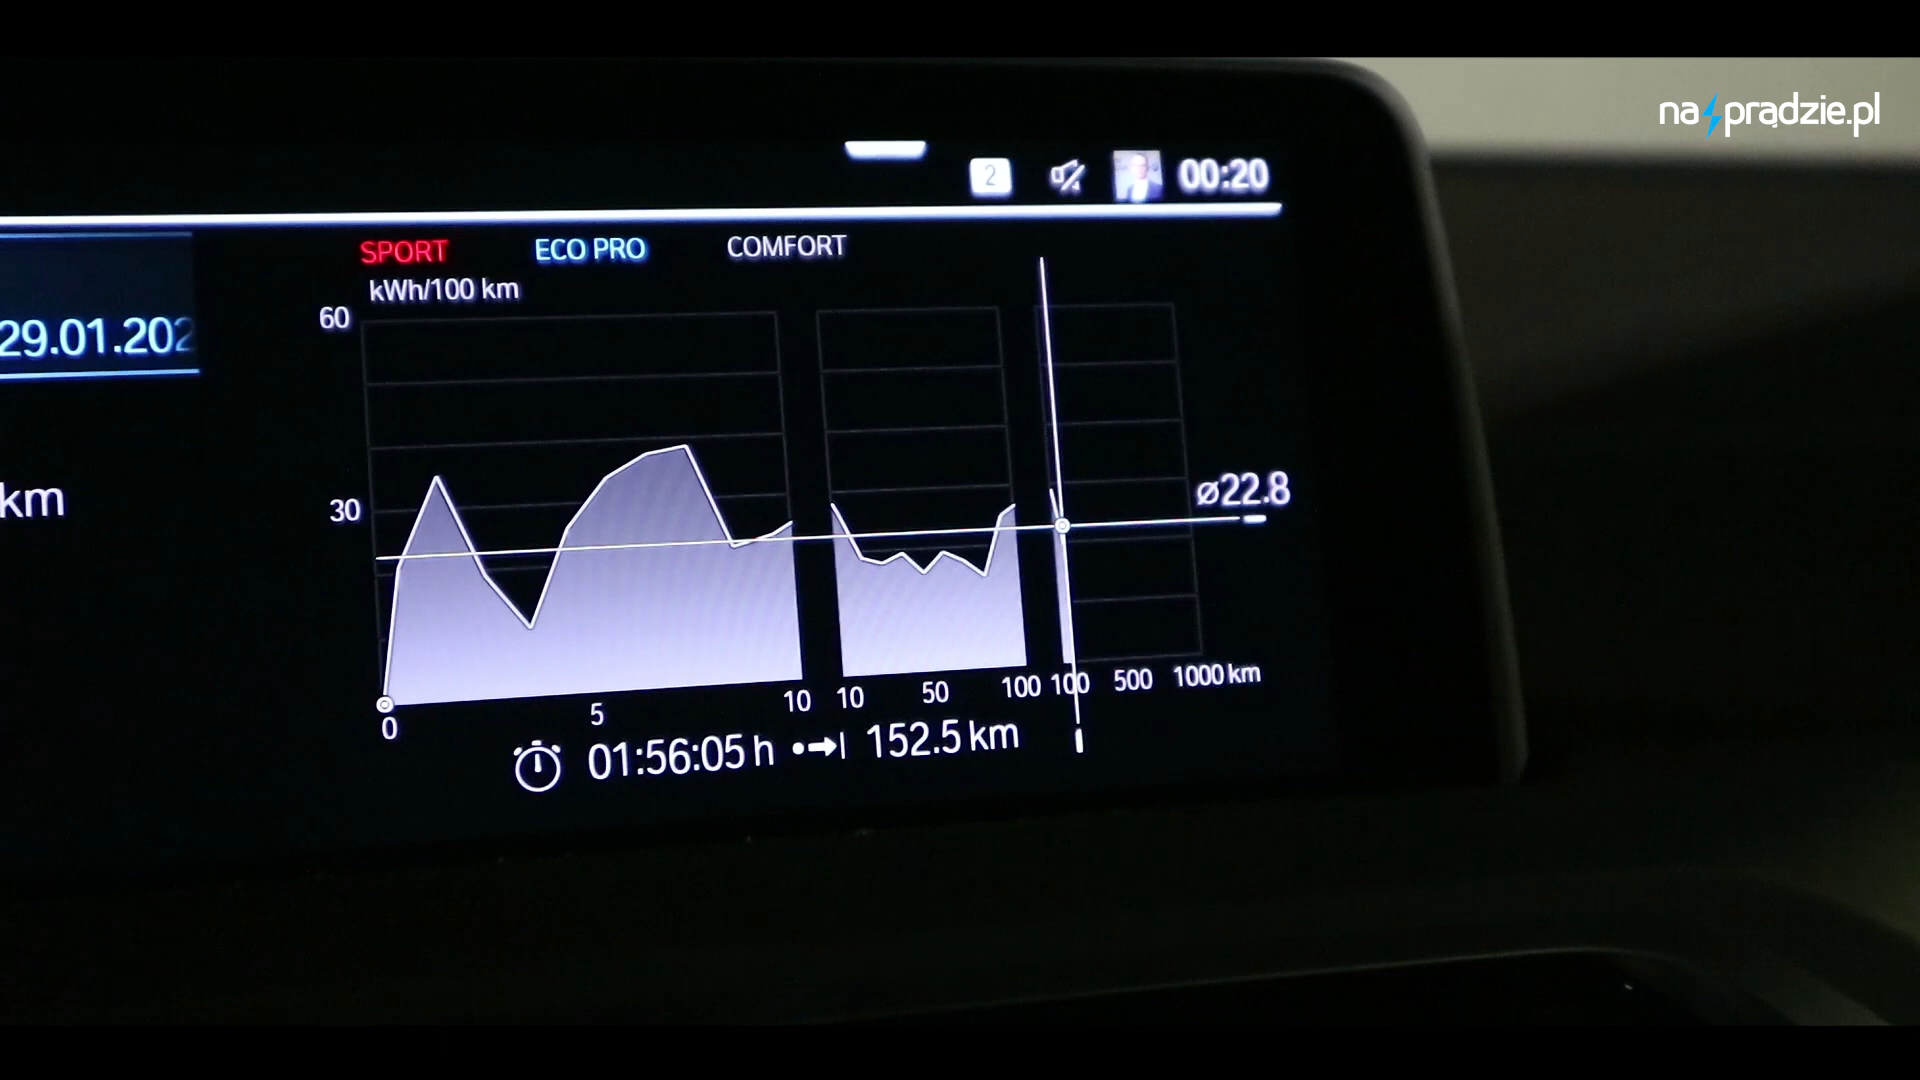 na prądzie.pl
2 00:20
SPORT ECO PRO COMFORT
kWh/100 km
29.01.202
60
km
30
ø22.8
0 5 10 10 50 100 100 500 1000 km
01:56:05 h 152.5 km